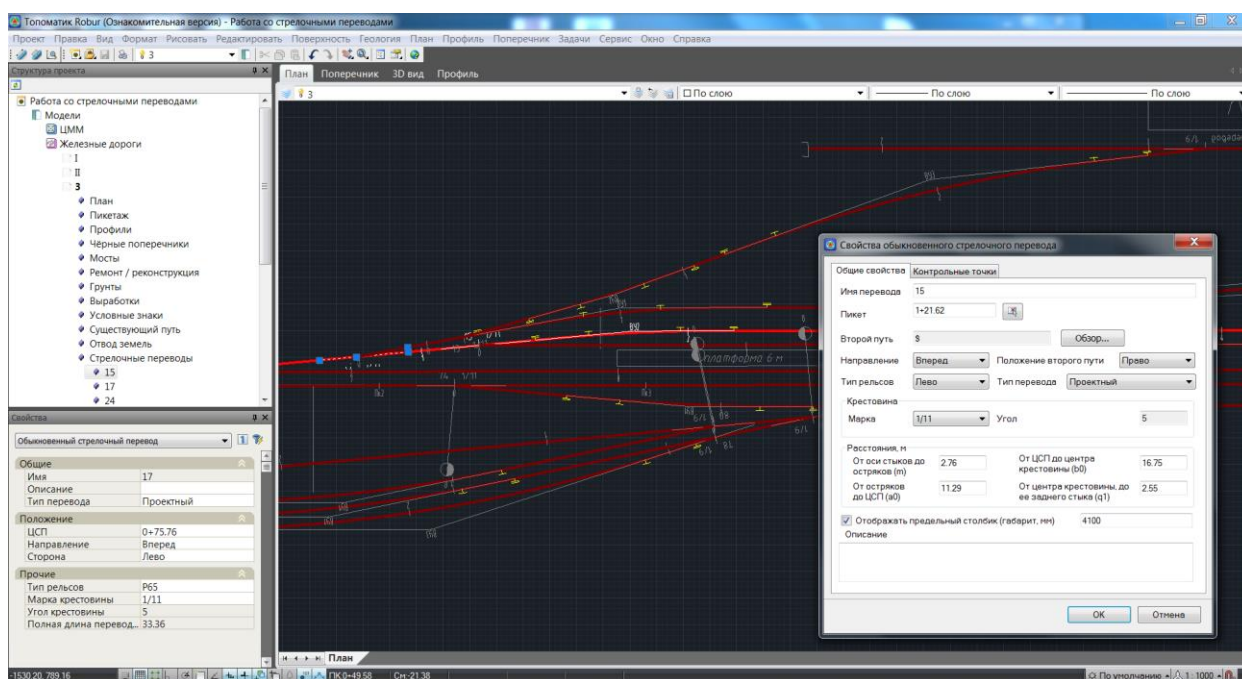 Топоматик Robur (Ознакомительная версия) - Работа со стрелочными переводами
Проект Правка Вид Формат Рисовать Редактировать Поверхность Геология План Профиль Поперечник Задачи Сервис Окно Справка
3
Структура проекта
План Поперечник 3D вид Профиль
3 По слою По слою По слою
Работа со стрелочными переводами
Модели
ЦММ
Железные дороги
I
II
3
План
Пикетаж
Профили
Чёрные поперечники
Мосты
Ремонт / реконструкция
Грунты
Выработки
Условные знаки
Существующий путь
Отвод земель
Стрелочные переводы
15
17
24
Свойства
Обыкновенный стрелочный перевод
Общие
Имя 17
Описание
Тип перевода Проектный
Положение
ЦСП 0+75.76
Направление Вперед
Сторона Лево
Прочие
Тип рельсов Р65
Марка крестовины 1/11
Угол крестовины 5
Полная длина перевод... 33.36
платформа 6 м
Свойства обыкновенного стрелочного перевода
Общие свойства Контрольные точки
Имя перевода 15
Пикет 1+21.62
Второй путь 9 Обзор...
Направление Вперед Положение второго пути Право
Тип рельсов Лево Тип перевода Проектный
Крестовина
Марка 1/11 Угол 5
Расстояния, м
От оси стыков до остряков (m) 2.76 От ЦСП до центра крестовины (b0) 16.75
От остряков до ЦСП (a0) 11.29 От центра крестовины, до ее заднего стыка (q1) 2.55
Отображать предельный столбик (габарит, мм) 4100
Описание
OK Отмена
План
-1530.20, 789.16 ПК 0+49.58 См:-21.38 По умолчанию 1 : 1000